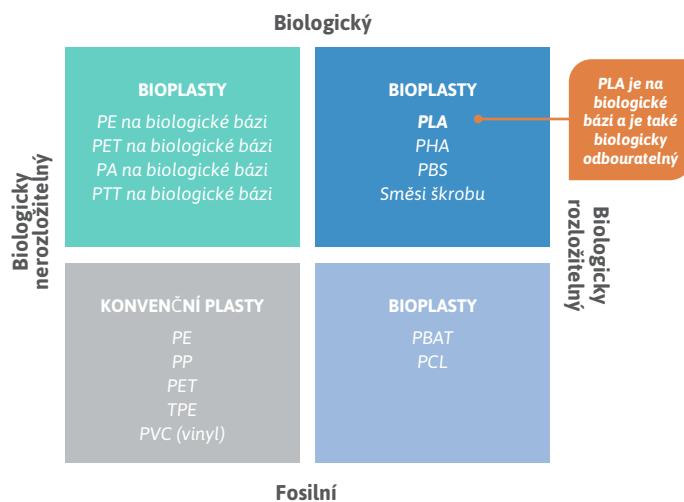 Biologický
BIOPLASTY
PE na biologické bázi
PET na biologické bázi
PA na biologické bázi
PTT na biologické bázi
BIOPLASTY
PLA
PHA
PBS
Směsi škrobu
PLA je na
biologické
bázi a je také
biologicky
odbouratelný
Biologicky
nerozložitelný
Biologicky
rozložitelný
KONVENČNÍ PLASTY
PE
PP
PET
TPE
PVC (vinyl)
BIOPLASTY
PBAT
PCL
Fosilní